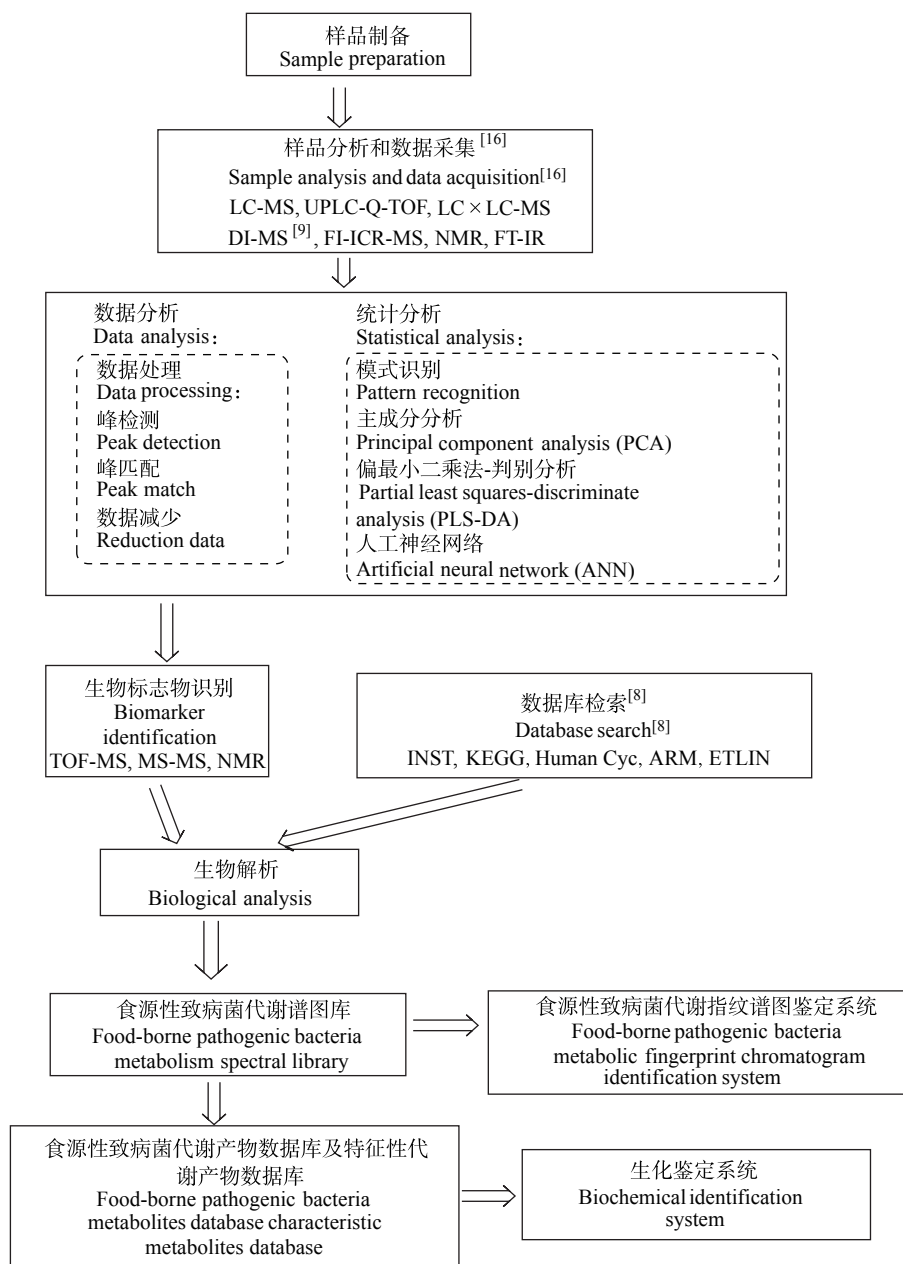 样品制备
Sample preparation
样品分析和数据采集[16]
Sample analysis and data acquisition[16]
LC-MS, UPLC-Q-TOF, LC × LC-MS
DI-MS[9], FI-ICR-MS, NMR, FT-IR
数据分析
Data analysis:
数据处理
Data processing:
峰检测
Peak detection
峰匹配
Peak match
数据减少
Reduction data
统计分析
Statistical analysis:
模式识别
Pattern recognition
主成分分析
Principal component analysis (PCA)
偏最小二乘法-判别分析
Partial least squares-discriminate
analysis (PLS-DA)
人工神经网络
Artificial neural network (ANN)
生物标志物识别
Biomarker
identification
TOF-MS, MS-MS, NMR
数据库检索[8]
Database search[8]
INST, KEGG, Human Cyc, ARM, ETLIN
生物解析
Biological analysis
食源性致病菌代谢谱图库
Food-borne pathogenic bacteria
metabolism spectral library
食源性致病菌代谢指纹谱图鉴定系统
Food-borne pathogenic bacteria
metabolic fingerprint chromatogram
identification system
食源性致病菌代谢产物数据库及特征性代
谢产物数据库
Food-borne pathogenic bacteria
metabolites database characteristic
metabolites database
生化鉴定系统
Biochemical identification
system